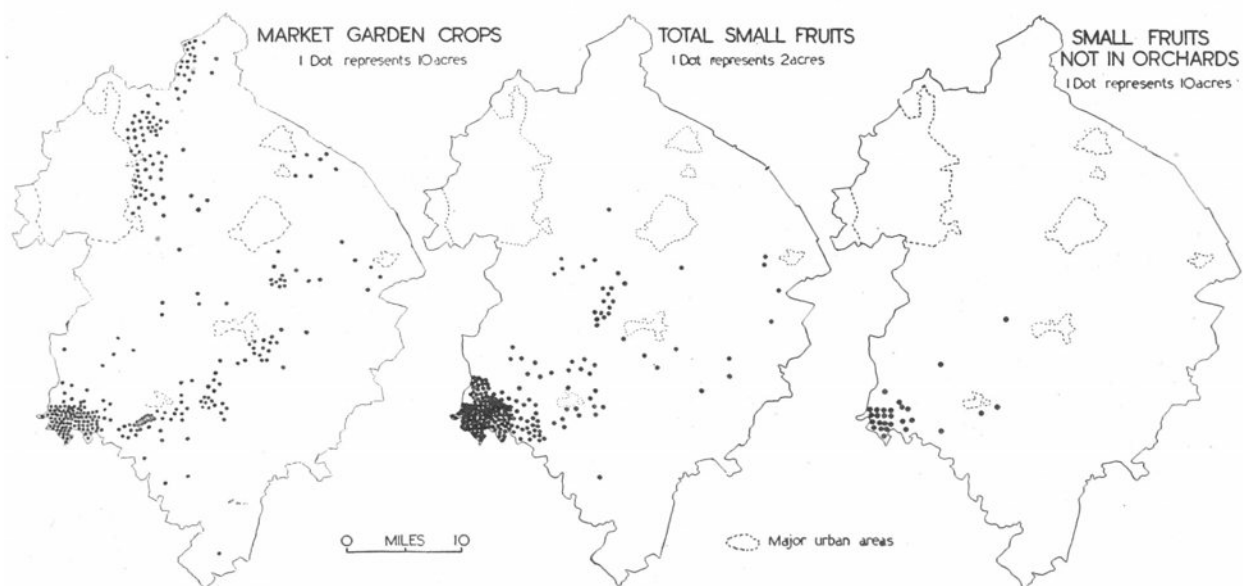 MARKET GARDEN CROPS
1 Dot represents 10 acres
TOTAL SMALL FRUITS
1 Dot represents 2 acres
SMALL FRUITS
NOT IN ORCHARDS
1 Dot represents 10 acres
0 MILES 10
Major urban areas